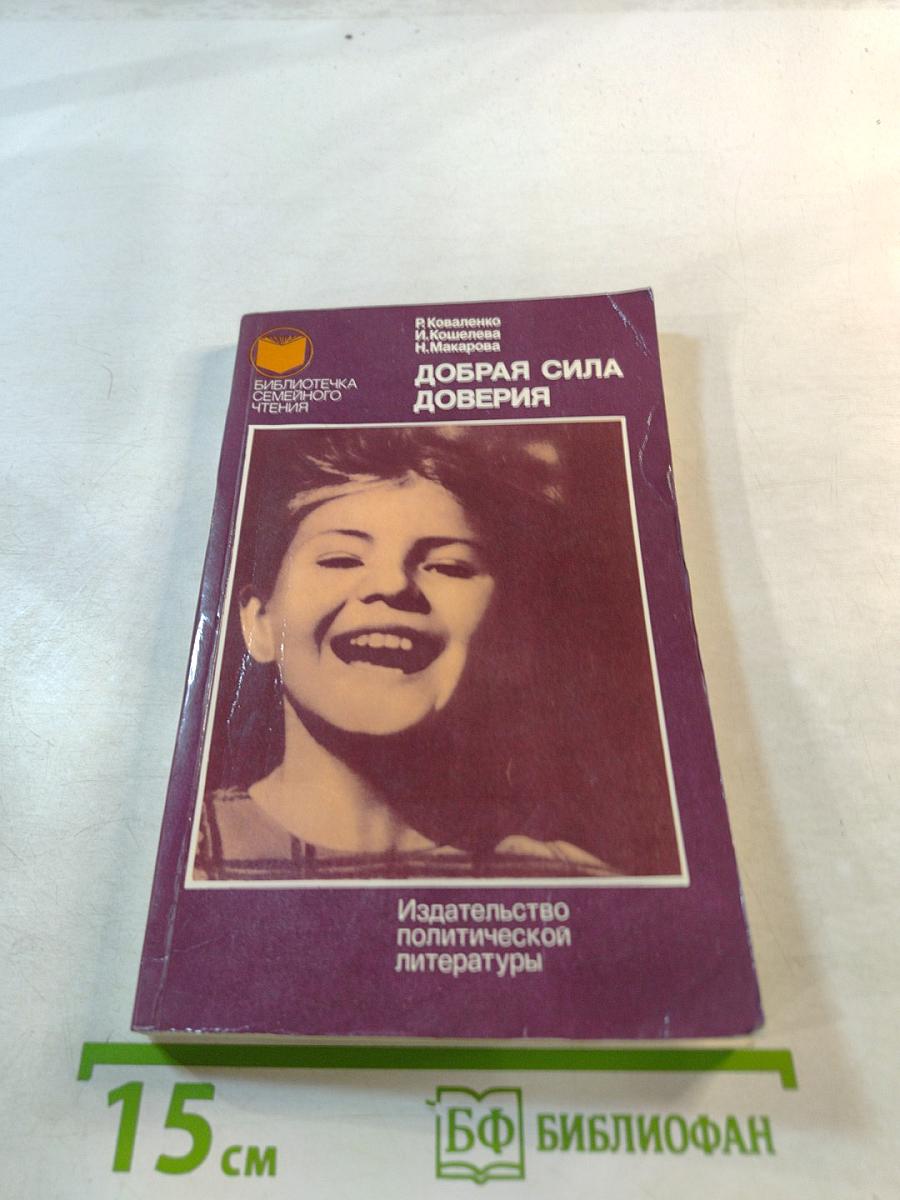 Р. Коваленко
И. Кошелева
Н. Макарова
ДОБРАЯ СИЛА
ДОВЕРИЯ
БИБЛИОТЕЧКА
СЕМЕЙНОГО
ЧТЕНИЯ
Издательство
политической
литературы
15 см
БФ БИБЛИОФАН